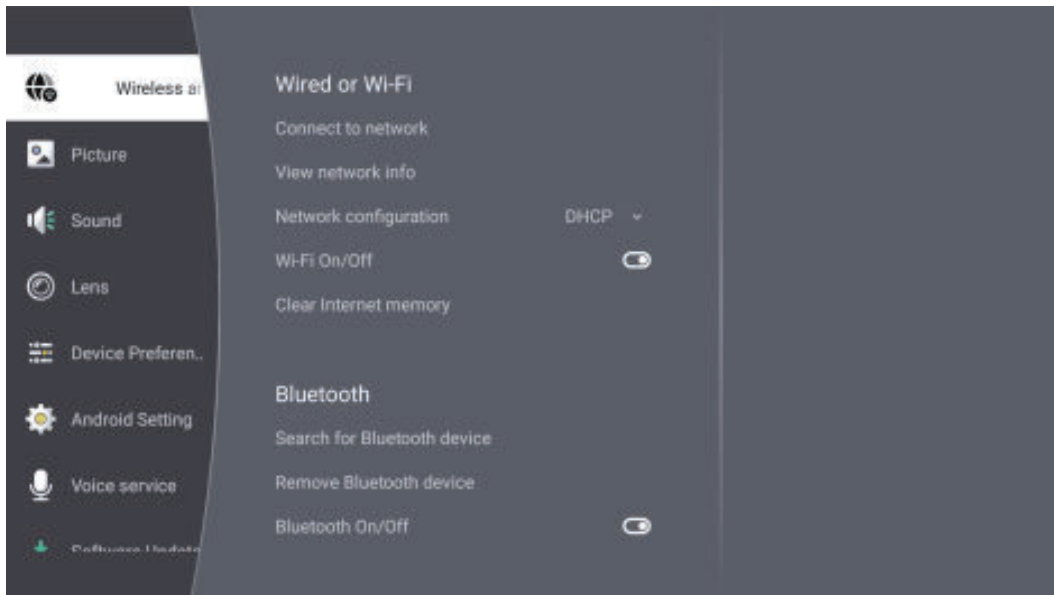 Wireless a
Picture
Sound
Lens
Device Preferen..
Android Setting
Voice service
Software Update
Wired or Wi-Fi
Connect to network
View network info
Network configuration DHCP
Wi-Fi On/Off
Clear Internet memory
Bluetooth
Search for Bluetooth device
Remove Bluetooth device
Bluetooth On/Off